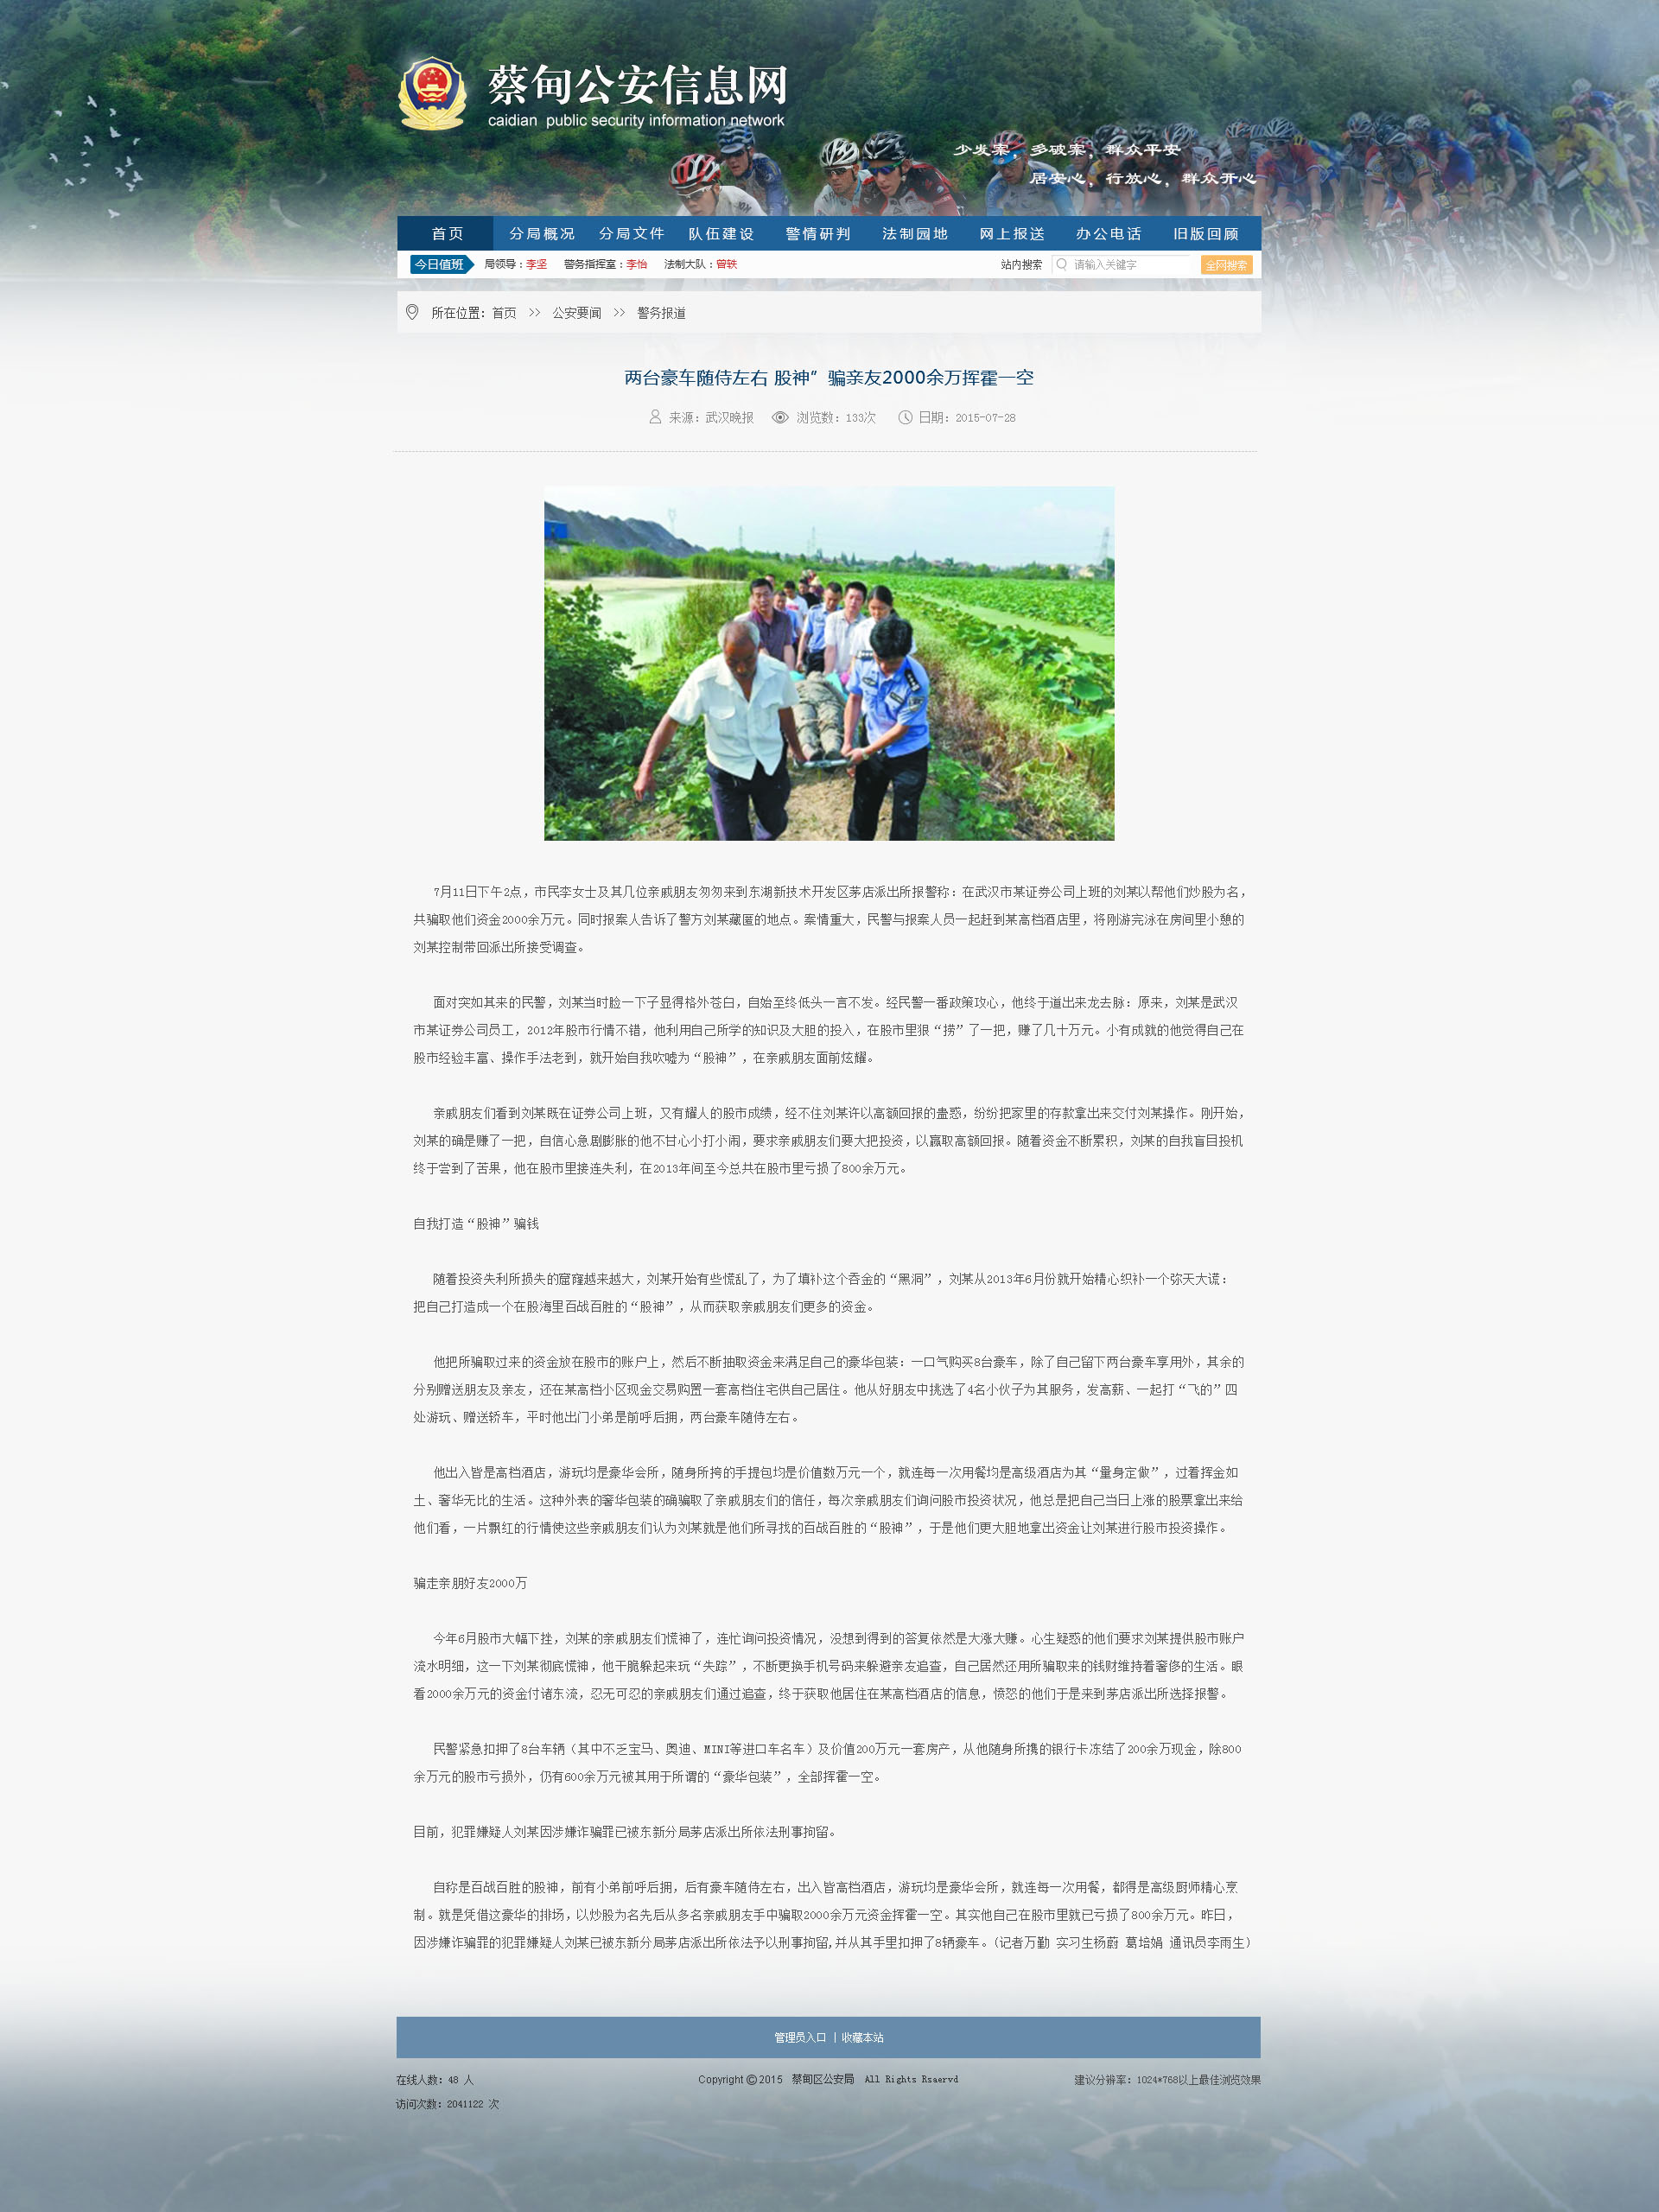 蔡甸公安信息网
caidian public security information network
少发案，多破案，群众平安
居安心，行放心，群众开心
首页 分局概况 分局文件 队伍建设 警情研判 法制园地 网上报送 办公电话 旧版回顾
今日值班 局领导：李坚 警务指挥室：李怡 法制大队：曾轶 站内搜索 请输入关键字 全网搜索
所在位置：首页 >> 公安要闻 >> 警务报道
两台豪车随侍左右 股神”骗亲友2000余万挥霍一空
来源：武汉晚报 浏览数：133次 日期：2015-07-28
7月11日下午2点，市民李女士及其几位亲戚朋友匆匆来到东湖新技术开发区茅店派出所报警称：在武汉市某证券公司上班的刘某以帮他们炒股为名，
共骗取他们资金2000余万元。同时报案人告诉了警方刘某藏匿的地点。案情重大，民警与报案人员一起赶到某高档酒店里，将刚游完泳在房间里小憩的
刘某控制带回派出所接受调查。
面对突如其来的民警，刘某当时脸一下子显得格外苍白，自始至终低头一言不发。经民警一番政策攻心，他终于道出来龙去脉：原来，刘某是武汉
市某证券公司员工，2012年股市行情不错，他利用自己所学的知识及大胆的投入，在股市里狠“捞”了一把，赚了几十万元。小有成就的他觉得自己在
股市经验丰富、操作手法老到，就开始自我吹嘘为“股神”，在亲戚朋友面前炫耀。
亲戚朋友们看到刘某既在证券公司上班，又有耀人的股市成绩，经不住刘某许以高额回报的蛊惑，纷纷把家里的存款拿出来交付刘某操作。刚开始，
刘某的确是赚了一把，自信心急剧膨胀的他不甘心小打小闹，要求亲戚朋友们要大把投资，以赢取高额回报。随着资金不断累积，刘某的自我盲目投机
终于尝到了苦果，他在股市里接连失利，在2013年间至今总共在股市里亏损了800余万元。
自我打造“股神”骗钱
随着投资失利所损失的窟窿越来越大，刘某开始有些慌乱了，为了填补这个吞金的“黑洞”，刘某从2013年6月份就开始精心织补一个弥天大谎：
把自己打造成一个在股海里百战百胜的“股神”，从而获取亲戚朋友们更多的资金。
他把所骗取过来的资金放在股市的账户上，然后不断抽取资金来满足自己的豪华包装：一口气购买8台豪车，除了自己留下两台豪车享用外，其余的
分别赠送朋友及亲友，还在某高档小区现金交易购置一套高档住宅供自己居住。他从好朋友中挑选了4名小伙子为其服务，发高薪、一起打“飞的”四
处游玩、赠送轿车，平时他出门小弟是前呼后拥，两台豪车随侍左右。
他出入皆是高档酒店，游玩均是豪华会所，随身所挎的手提包均是价值数万元一个，就连每一次用餐均是高级酒店为其“量身定做”，过着挥金如
土、奢华无比的生活。这种外表的奢华包装的确骗取了亲戚朋友们的信任，每次亲戚朋友们询问股市投资状况，他总是把自己当日上涨的股票拿出来给
他们看，一片飘红的行情使这些亲戚朋友们认为刘某就是他们所寻找的百战百胜的“股神”，于是他们更大胆地拿出资金让刘某进行股市投资操作。
骗走亲朋好友2000万
今年6月股市大幅下挫，刘某的亲戚朋友们慌神了，连忙询问投资情况，没想到得到的答复依然是大涨大赚。心生疑惑的他们要求刘某提供股市账户
流水明细，这一下刘某彻底慌神，他干脆躲起来玩“失踪”，不断更换手机号码来躲避亲友追查，自己居然还用所骗取来的钱财维持着奢侈的生活。眼
看2000余万元的资金付诸东流，忍无可忍的亲戚朋友们通过追查，终于获取他居住在某高档酒店的信息，愤怒的他们于是来到茅店派出所选择报警。
民警紧急扣押了8台车辆（其中不乏宝马、奥迪、MINI等进口车名车）及价值200万元一套房产，从他随身所携的银行卡冻结了200余万现金，除800
余万元的股市亏损外，仍有600余万元被其用于所谓的“豪华包装”，全部挥霍一空。
目前，犯罪嫌疑人刘某因涉嫌诈骗罪已被东新分局茅店派出所依法刑事拘留。
自称是百战百胜的股神，前有小弟前呼后拥，后有豪车随侍左右，出入皆高档酒店，游玩均是豪华会所，就连每一次用餐，都得是高级厨师精心烹
制。就是凭借这豪华的排场，以炒股为名先后从多名亲戚朋友手中骗取2000余万元资金挥霍一空。其实他自己在股市里就已亏损了800余万元。昨日，
因涉嫌诈骗罪的犯罪嫌疑人刘某已被东新分局茅店派出所依法予以刑事拘留,并从其手里扣押了8辆豪车。(记者万勤 实习生杨蔚 葛培娟 通讯员李雨生)
管理员入口 | 收藏本站
在线人数：48 人 Copyright ©2015 蔡甸区公安局 All Rights Rsaervd 建议分辨率：1024*768以上最佳浏览效果
访问次数：2041122 次